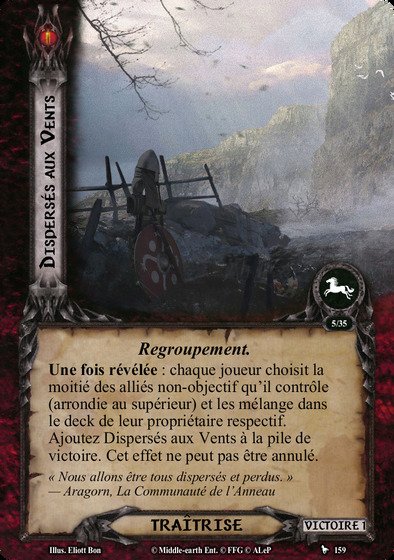 DISPERSÉS AUX VENTS
5/35
Regroupement.
Une fois révélée : chaque joueur choisit la
moitié des alliés non-objectif qu'il contrôle
(arrondie au supérieur) et les mélange dans
le deck de leur propriétaire respectif.
Ajoutez Dispersés aux Vents à la pile de
victoire. Cet effet ne peut pas être annulé.
« Nous allons être tous dispersés et perdus. »
— Aragorn, La Communauté de l'Anneau
TRAÎTRISE
VICTOIRE 1
Illus. Eliott Bon
© Middle-earth Ent. © FFG © ALeP
159